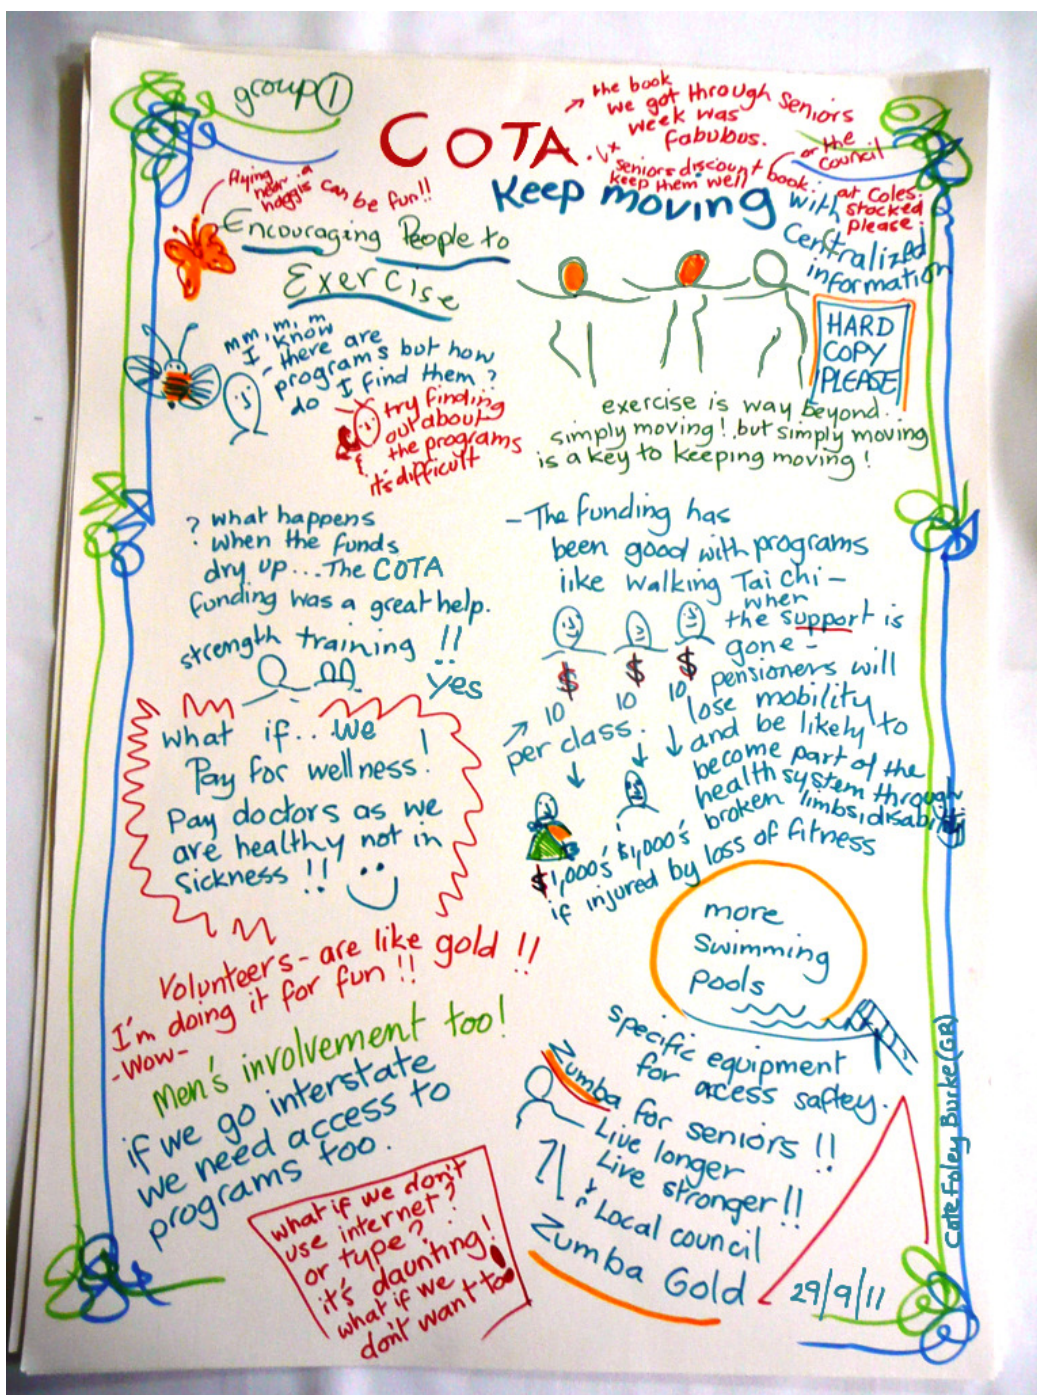 group 1
COTA
the book
we got through seniors
week was
fabulous.
seniors discount book.
keep them well
or the
council
at Coles.
stocked
please!
Flying
near a
haggis can be fun!!
Encouraging People to
Exercise
Keep moving
with
centralized
information
HARD
COPY
PLEASE
mm, m, m
I know
there are
programs but how
do I find them?
try finding
out about
the programs
it's difficult
exercise is way beyond..
simply moving! but simply moving
is a key to keeping moving!
? what happens
? when the funds
dry up... The COTA
funding was a great help.
strength training !!
yes
- The funding has
been good with programs
like walking Tai chi -
when
the support is
gone -
pensioners will
lose mobility
and be likely to
become part of the
health system through
broken limbs, disability
$ $ $
10 10 10
per class.
$1,000's $1,000's
if injured by loss of fitness
what if... we
Pay for wellness!
Pay doctors as we
are healthy not in
sickness !!
Volunteers - are like gold !!
I'm doing it for fun !!
- Wow -
Men's involvement too!
if we go interstate
we need access to
programs too.
what if we don't
use internet?
or type?
it's daunting!
what if we
don't want to!
more
swimming
pools
specific equipment
for acess saftey.
Zumba for seniors !!
Live longer
Live stronger!!
Local council
Zumba Gold
29/9/11
Cate Foley Burke (GR)